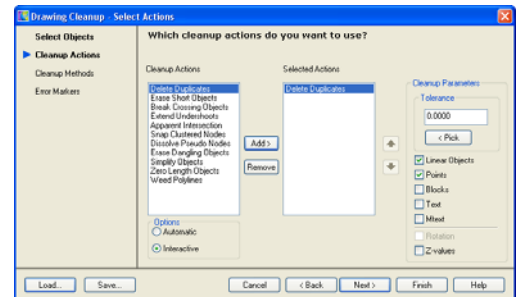 Drawing Cleanup - Select Actions
Select Objects
Cleanup Actions
Cleanup Methods
Error Markers
Which cleanup actions do you want to use?
Cleanup Actions
Delete Duplicates
Erase Short Objects
Break Crossing Objects
Extend Undershoots
Apparent Intersection
Snap Clustered Nodes
Dissolve Pseudo Nodes
Erase Dangling Objects
Simplify Objects
Zero Length Objects
Weed Polylines
Options
Automatic
Interactive
Add >
Remove
Selected Actions
Delete Duplicates
Cleanup Parameters
Tolerance
0.0000
< Pick
Linear Objects
Points
Blocks
Text
Mtext
Rotation
Z-values
Load... Save... Cancel < Back Next > Finish Help